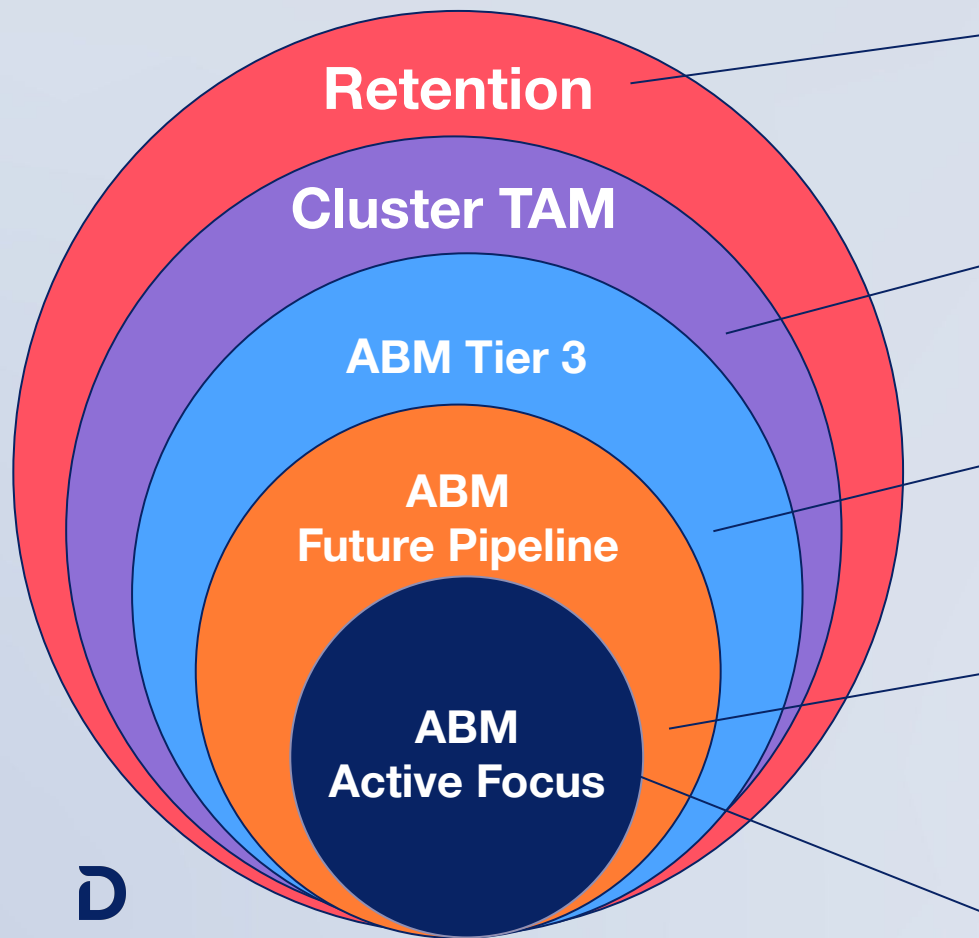 Retention
Cluster TAM
ABM Tier 3
ABM
Future Pipeline
ABM
Active Focus
D